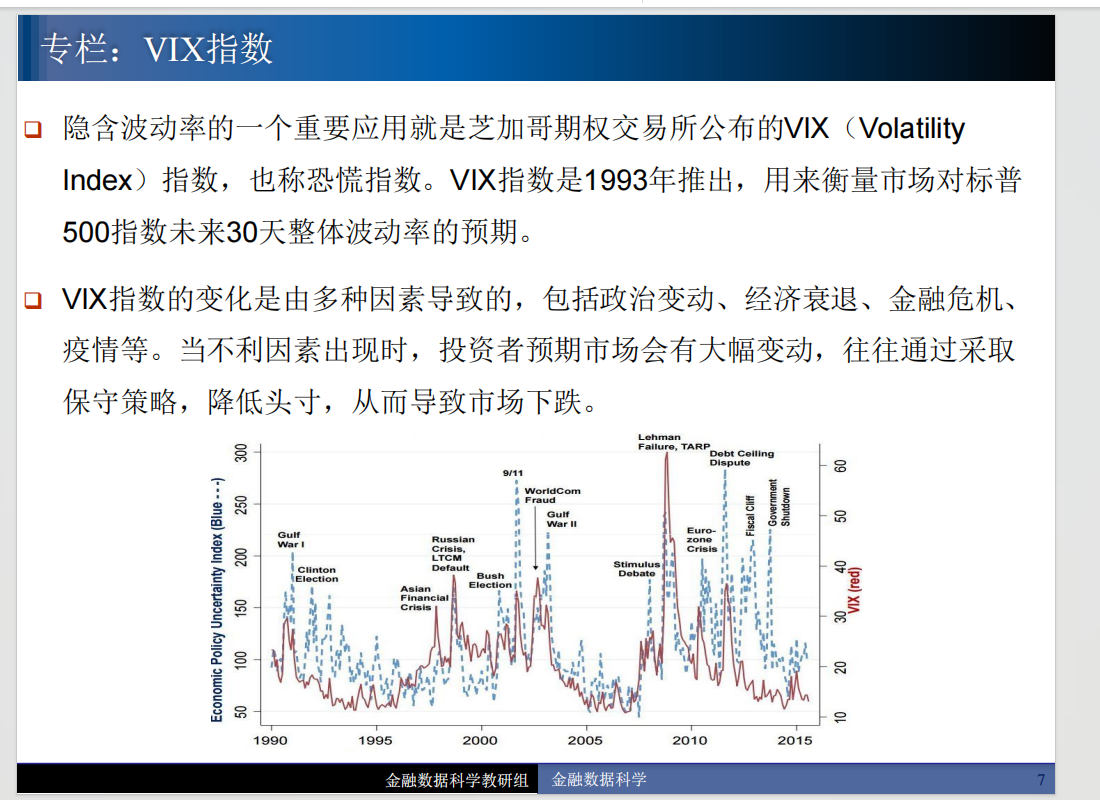 专栏：VIX指数
隐含波动率的一个重要应用就是芝加哥期权交易所公布的VIX（Volatility
Index）指数，也称恐慌指数。VIX指数是1993年推出，用来衡量市场对标普
500指数未来30天整体波动率的预期。
VIX指数的变化是由多种因素导致的，包括政治变动、经济衰退、金融危机、
疫情等。当不利因素出现时，投资者预期市场会有大幅变动，往往通过采取
保守策略，降低头寸，从而导致市场下跌。
Economic Policy Uncertainty Index (Blue - - -)
300
250
200
150
100
50
Gulf
War I
Clinton
Election
Asian
Financial
Crisis
Russian
Crisis,
LTCM
Default
Bush
Election
9/11
WorldCom
Fraud
Gulf
War II
Stimulus
Debate
Lehman
Failure, TARP
Euro-
zone
Crisis
Debt Ceiling
Dispute
Fiscal Cliff
Government
Shutdown
60
50
40
30
20
10
VIX (red)
1990
1995
2000
2005
2010
2015
金融数据科学教研组
金融数据科学
7